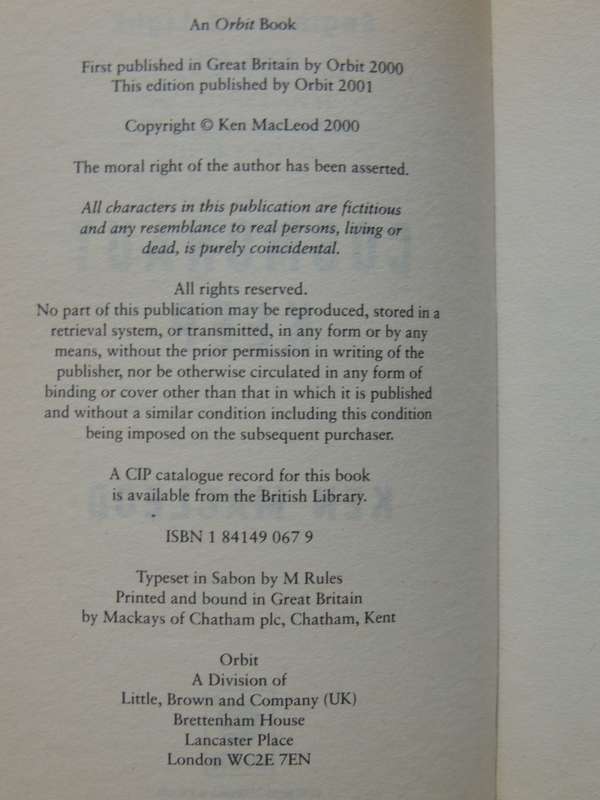 An Orbit Book
First published in Great Britain by Orbit 2000
This edition published by Orbit 2001
Copyright © Ken MacLeod 2000
The moral right of the author has been asserted.
All characters in this publication are fictitious
and any resemblance to real persons, living or
dead, is purely coincidental.
All rights reserved.
No part of this publication may be reproduced, stored in a
retrieval system, or transmitted, in any form or by any
means, without the prior permission in writing of the
publisher, nor be otherwise circulated in any form of
binding or cover other than that in which it is published
and without a similar condition including this condition
being imposed on the subsequent purchaser.
A CIP catalogue record for this book
is available from the British Library.
ISBN 1 84149 067 9
Typeset in Sabon by M Rules
Printed and bound in Great Britain
by Mackays of Chatham plc, Chatham, Kent
Orbit
A Division of
Little, Brown and Company (UK)
Brettenham House
Lancaster Place
London WC2E 7EN